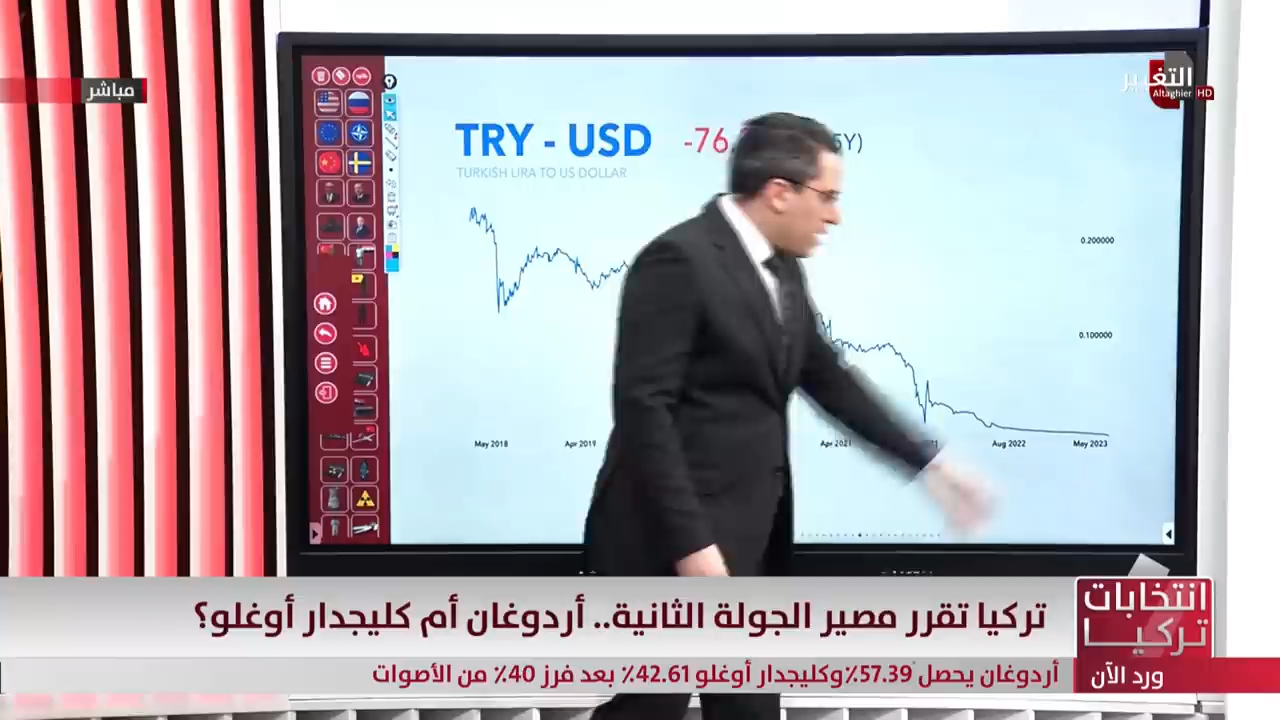 مباشر
التغيير
Altaghier HD
TRY - USD -76
5Y)
TURKISH LIRA TO US DOLLAR
0.200000
0.100000
May 2018 Apr 2019 Apr 2021 Aug 2022 May 2023
تركيا تقرر مصير الجولة الثانية.. أردوغان أم كليجدار أوغلو؟
انتخابات
تركيا
ورد الآن
أردوغان يحصل 57.39٪ وكليجدار أوغلو 42.61٪ بعد فرز 40٪ من الأصوات